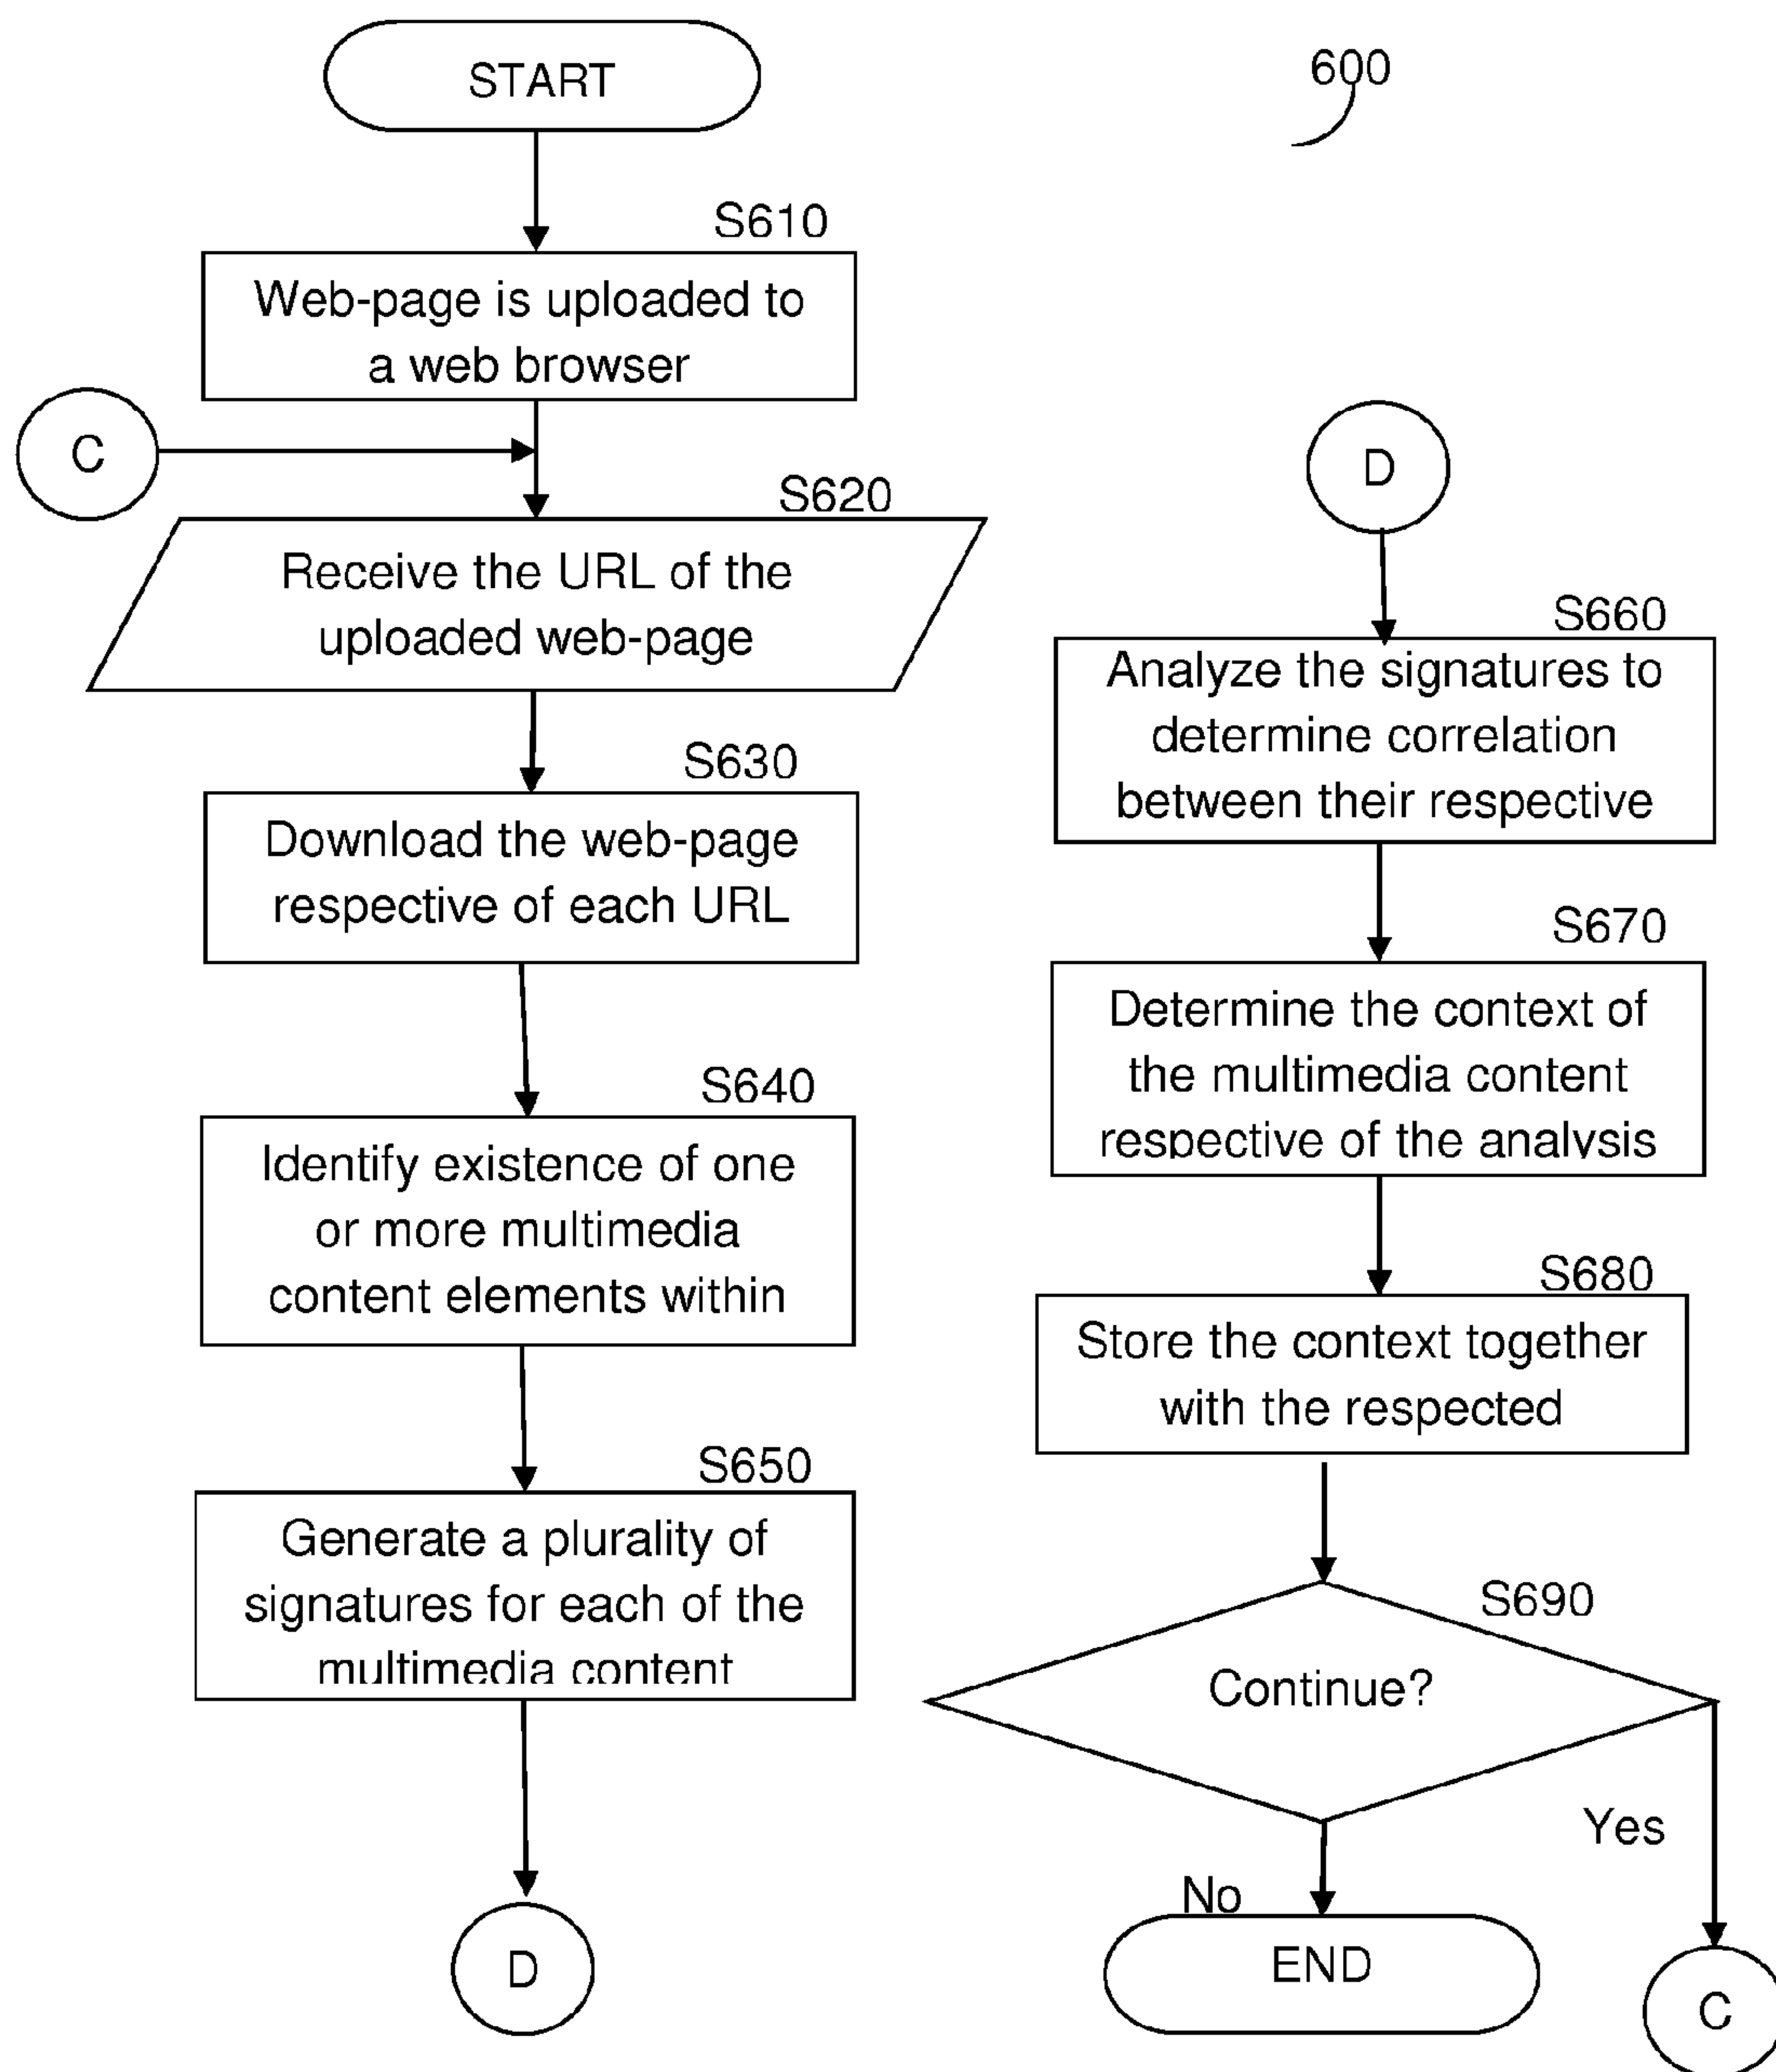 START
600
S610
Web-page is uploaded to
a web browser
C
S620
Receive the URL of the
uploaded web-page
S630
Download the web-page
respective of each URL
S640
Identify existence of one
or more multimedia
content elements within
S650
Generate a plurality of
signatures for each of the
multimedia content
D
D
S660
Analyze the signatures to
determine correlation
between their respective
S670
Determine the context of
the multimedia content
respective of the analysis
S680
Store the context together
with the respected
S690
Continue?
Yes
No
END
C